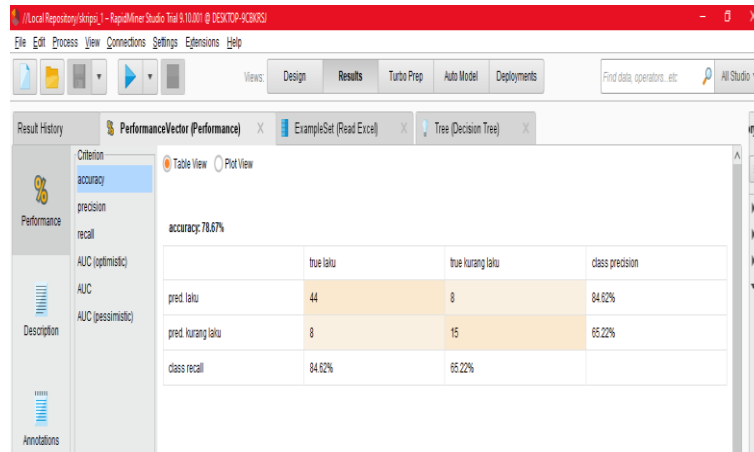 //Local Repository/skripsi_1 – RapidMiner Studio Trial 9.10.001 @ DESKTOP-9CBKRSJ
File Edit Process View Connections Settings Extensions Help
Views: Design Results Turbo Prep Auto Model Deployments Find data, operators...etc All Studio
Result History PerformanceVector (Performance) ExampleSet (Read Excel) Tree (Decision Tree)
Criterion
accuracy
precision
recall
AUC (optimistic)
AUC
AUC (pessimistic)
Performance
Description
Annotations
Table View Plot View
accuracy: 78.67%
true laku true kurang laku class precision
pred. laku 44 8 84.62%
pred. kurang laku 8 15 65.22%
class recall 84.62% 65.22%